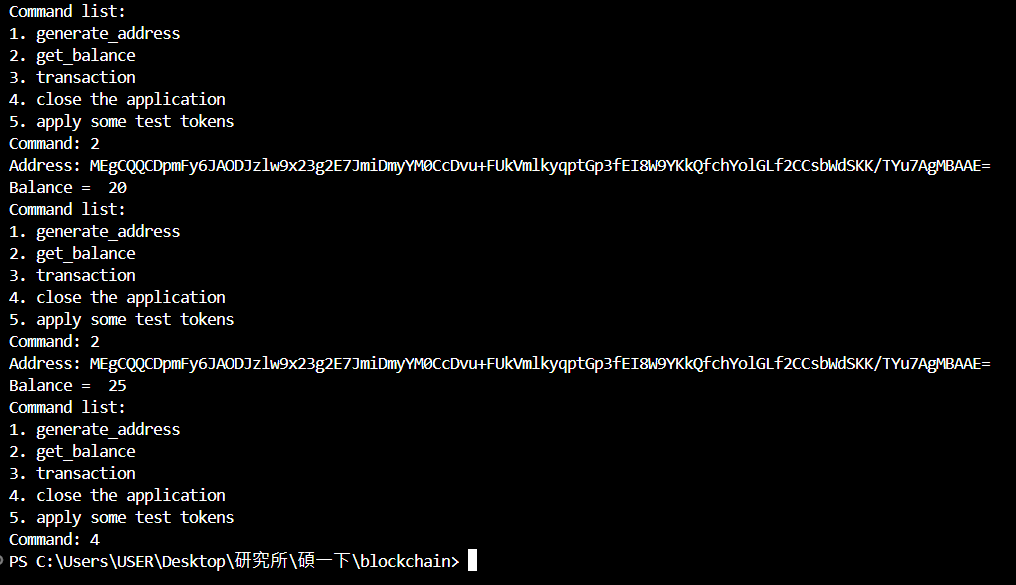 Command list:
1. generate_address
2. get_balance
3. transaction
4. close the application
5. apply some test tokens
Command: 2
Address: MEgCQQCDpmFy6JAODJzlw9x23g2E7JmiDmyYM0CcDvu+FUkVmlkyqptGp3fEI8W9YKkQfchYolGLf2CCsbWdSKK/TYu7AgMBAAE=
Balance =  20
Command list:
1. generate_address
2. get_balance
3. transaction
4. close the application
5. apply some test tokens
Command: 2
Address: MEgCQQCDpmFy6JAODJzlw9x23g2E7JmiDmyYM0CcDvu+FUkVmlkyqptGp3fEI8W9YKkQfchYolGLf2CCsbWdSKK/TYu7AgMBAAE=
Balance =  25
Command list:
1. generate_address
2. get_balance
3. transaction
4. close the application
5. apply some test tokens
Command: 4
PS C:\Users\USER\Desktop\研究所\碩一下\blockchain>